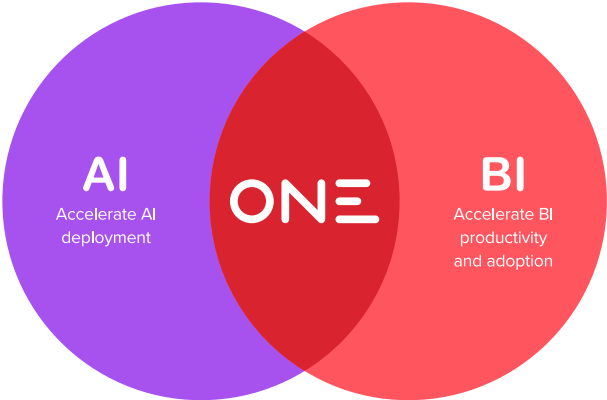 AI
Accelerate AI
deployment
ONE
BI
Accelerate BI
productivity
and adoption